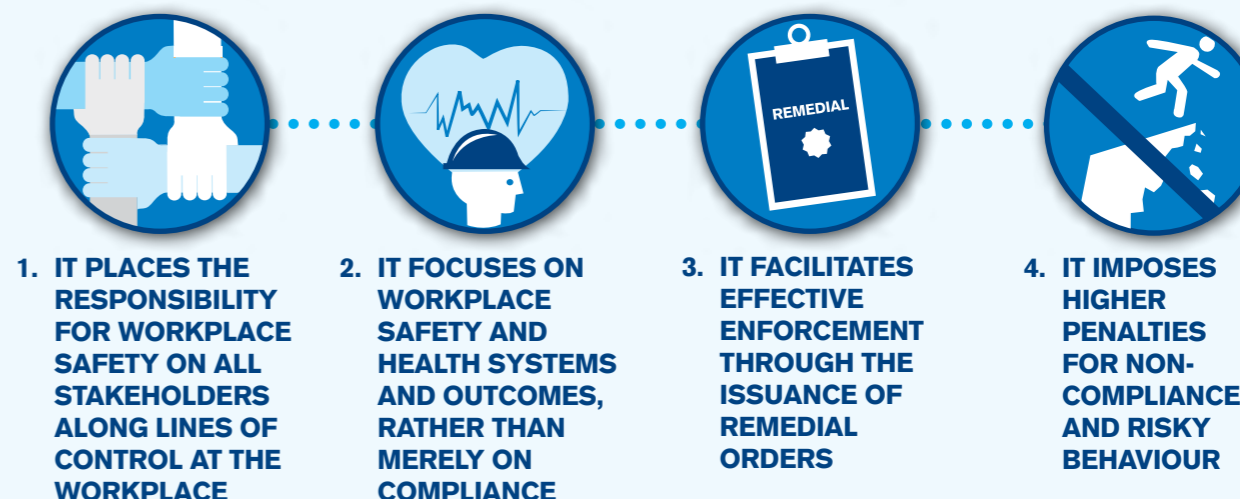 REMEDIAL
1. IT PLACES THE
RESPONSIBILITY
FOR WORKPLACE
SAFETY ON ALL
STAKEHOLDERS
ALONG LINES OF
CONTROL AT THE
WORKPLACE
2. IT FOCUSES ON
WORKPLACE
SAFETY AND
HEALTH SYSTEMS
AND OUTCOMES,
RATHER THAN
MERELY ON
COMPLIANCE
3. IT FACILITATES
EFFECTIVE
ENFORCEMENT
THROUGH THE
ISSUANCE OF
REMEDIAL
ORDERS
4. IT IMPOSES
HIGHER
PENALTIES
FOR NON-
COMPLIANCE
AND RISKY
BEHAVIOUR